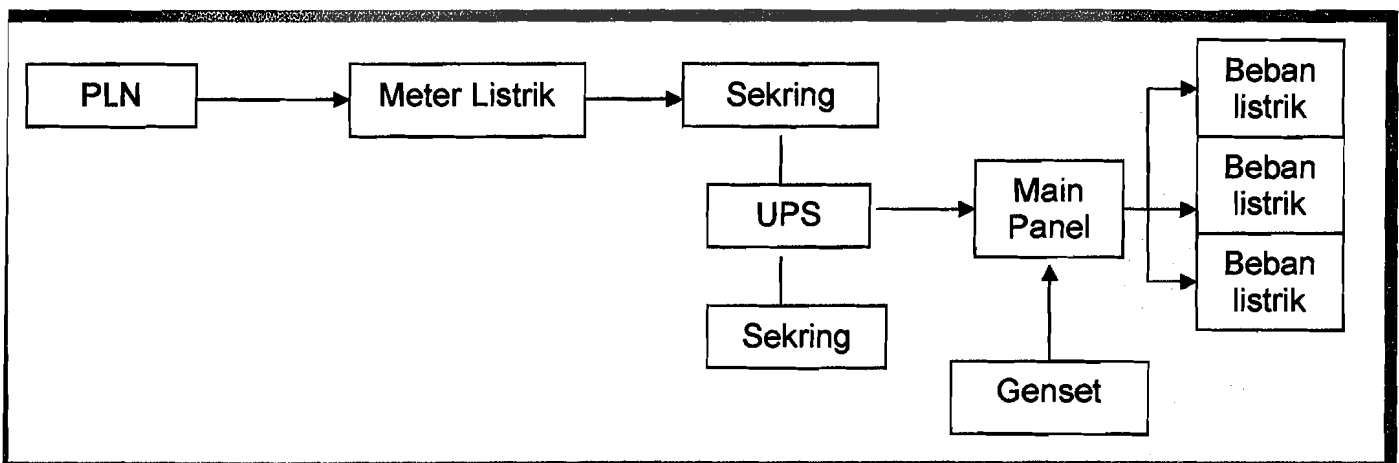 PLN
Meter Listrik
Sekring
UPS
Sekring
Main
Panel
Genset
Beban
listrik
Beban
listrik
Beban
listrik